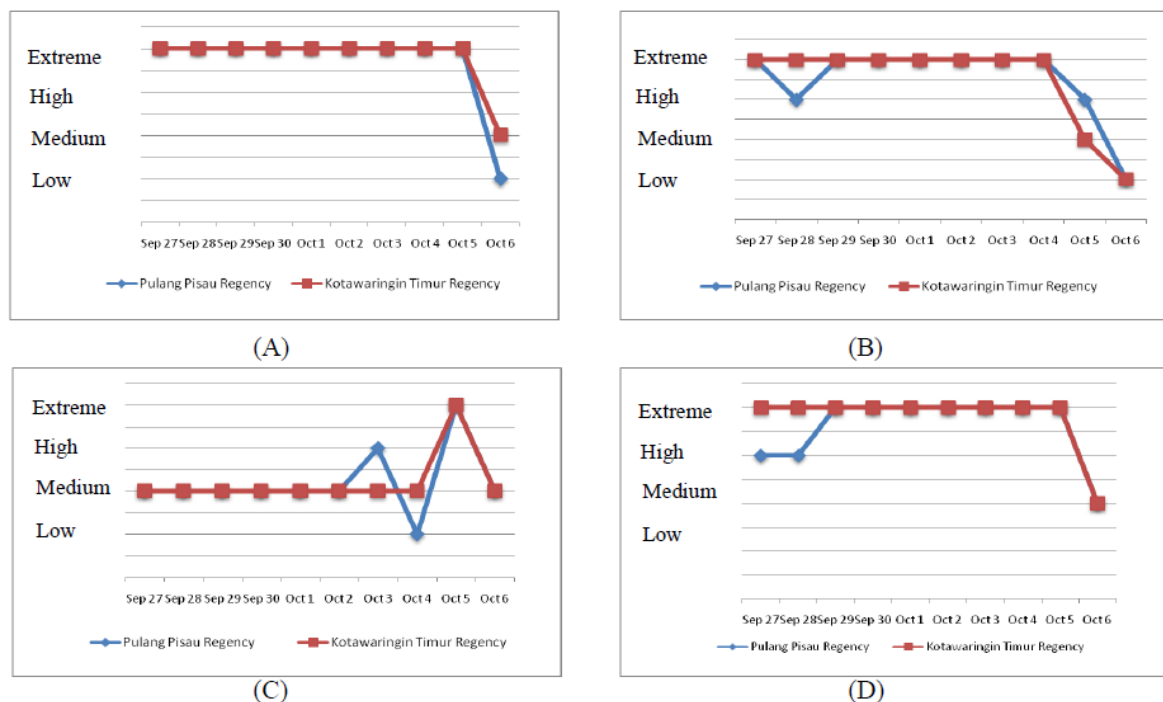 Extreme
High
Medium
Low
Sep 27 Sep 28 Sep 29 Sep 30 Oct 1 Oct 2 Oct 3 Oct 4 Oct 5 Oct 6
Pulang Pisau Regency Kotawaringin Timur Regency
(A)
Extreme
High
Medium
Low
Sep 27 Sep 28 Sep 29 Sep 30 Oct 1 Oct 2 Oct 3 Oct 4 Oct 5 Oct 6
Pulang Pisau Regency Kotawaringin Timur Regency
(B)
Extreme
High
Medium
Low
Sep 27 Sep 28 Sep 29 Sep 30 Oct 1 Oct 2 Oct 3 Oct 4 Oct 5 Oct 6
Pulang Pisau Regency Kotawaringin Timur Regency
(C)
Extreme
High
Medium
Low
Sep 27 Sep 28 Sep 29 Sep 30 Oct 1 Oct 2 Oct 3 Oct 4 Oct 5 Oct 6
Pulang Pisau Regency Kotawaringin Timur Regency
(D)